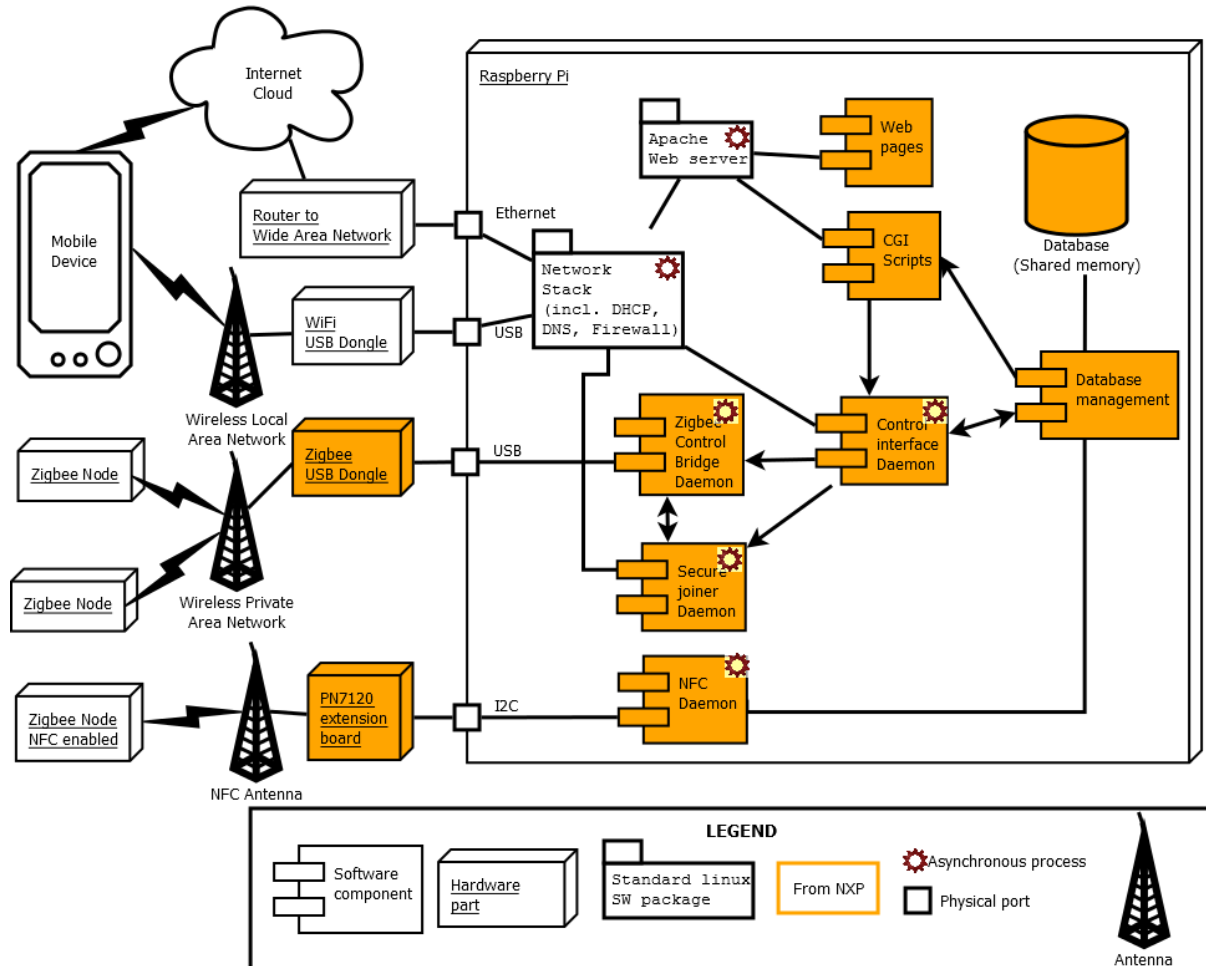 Internet
Cloud
Raspberry Pi
Apache
Web server
Web
pages
Mobile
Device
Router to
Wide Area Network
Ethernet
Network
Stack
(incl. DHCP,
DNS, Firewall)
CGI
Scripts
Database
(Shared memory)
WiFi
USB Dongle
USB
Database
management
Wireless Local
Area Network
Zigbee
Control
Bridge
Daemon
Control
interface
Daemon
Zigbee Node
Zigbee
USB Dongle
USB
Zigbee Node
Wireless Private
Area Network
Secure
joiner
Daemon
Zigbee Node
NFC enabled
PN7120
extension
board
I2C
NFC
Daemon
NFC Antenna
LEGEND
Software
component
Hardware
part
Standard linux
SW package
From NXP
Asynchronous process
Physical port
Antenna